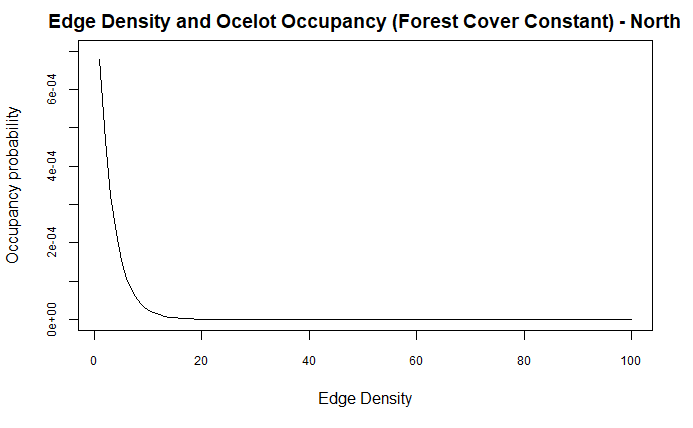 Edge Density and Ocelot Occupancy (Forest Cover Constant) - North
Occupancy probability
6e-04
4e-04
2e-04
0e+00
0 20 40 60 80 100
Edge Density